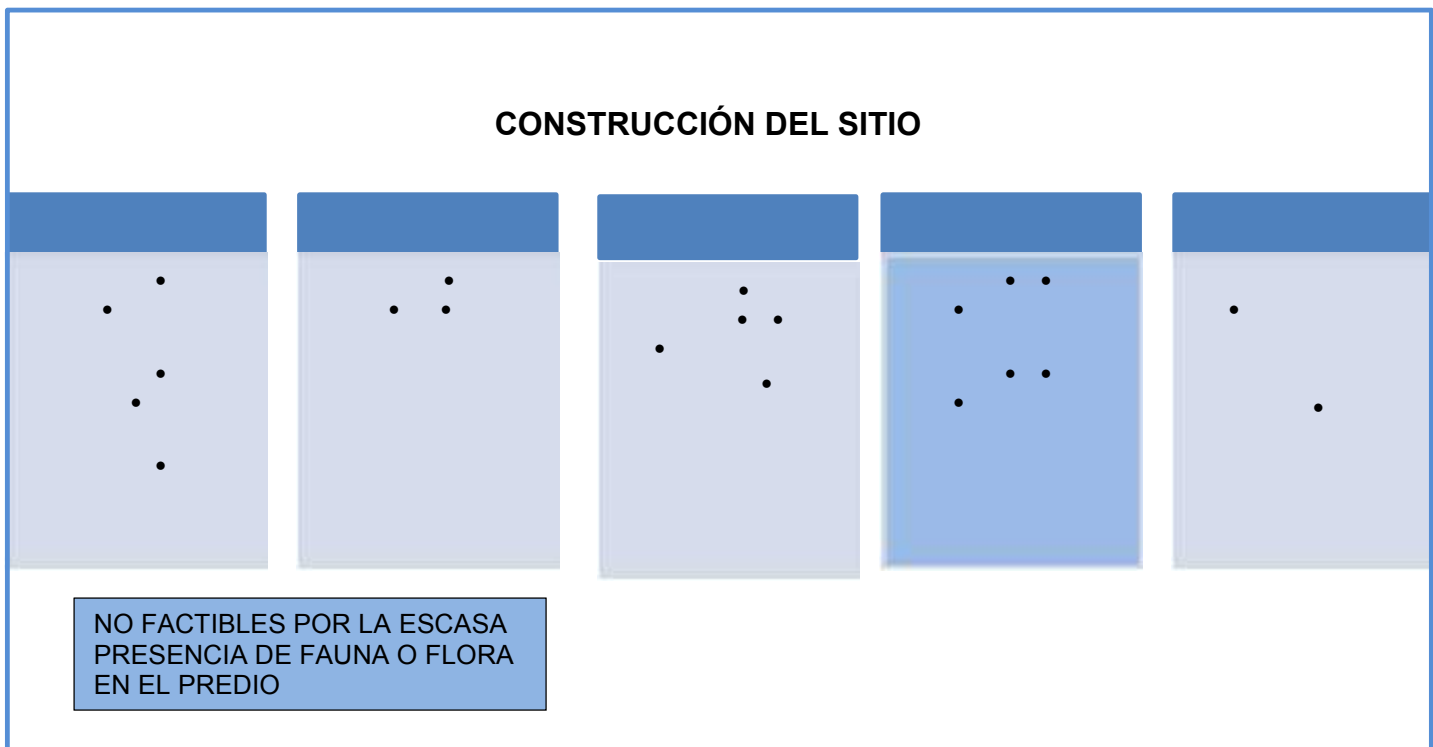 CONSTRUCCIÓN DEL SITIO
NO FACTIBLES POR LA ESCASA
PRESENCIA DE FAUNA O FLORA
EN EL PREDIO